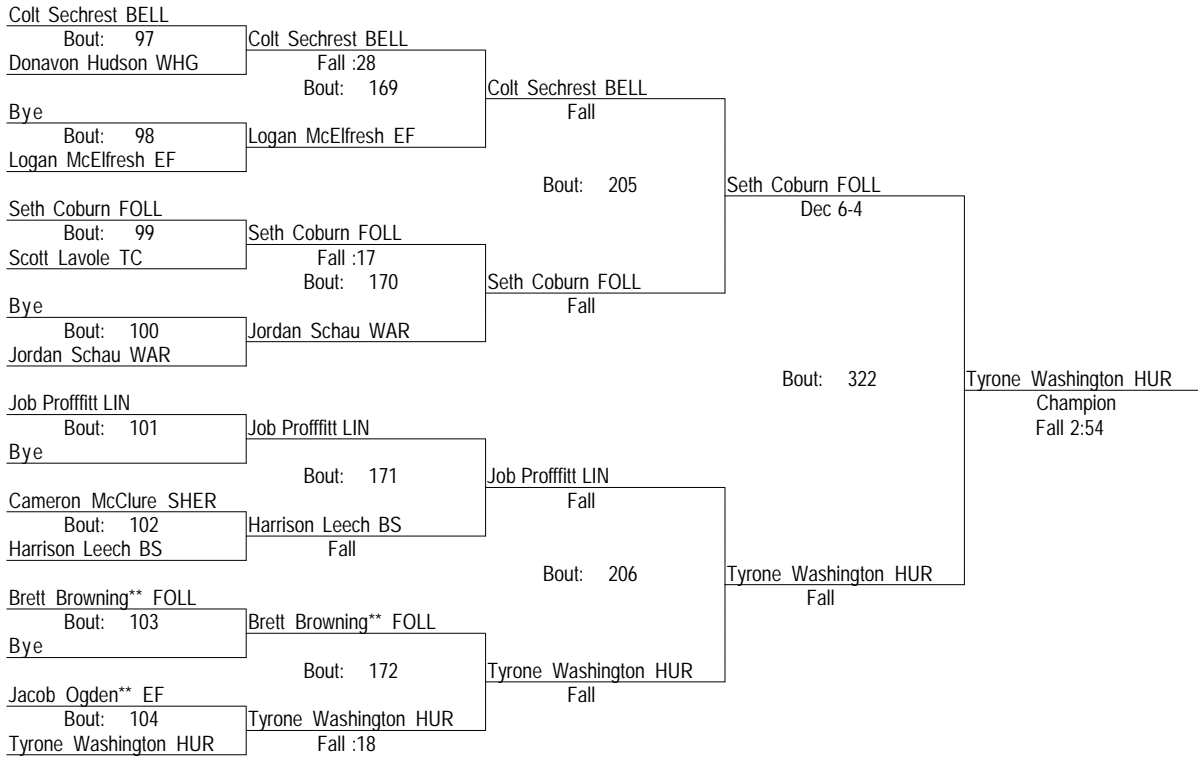 Colt Sechrest BELL
Bout: 97
Donavon Hudson WHG
Bye
Bout: 98
Logan McElfresh EF
Seth Coburn FOLL
Bout: 99
Scott Lavole TC
Bye
Bout: 100
Jordan Schau WAR
Job Profffitt LIN
Bout: 101
Bye
Cameron McClure SHER
Bout: 102
Harrison Leech BS
Brett Browning** FOLL
Bout: 103
Bye
Jacob Ogden** EF
Bout: 104
Tyrone Washington HUR
Colt Sechrest BELL
Fall :28
Bout: 169
Logan McElfresh EF
Seth Coburn FOLL
Fall :17
Bout: 170
Jordan Schau WAR
Job Profffitt LIN
Bout: 171
Harrison Leech BS
Fall
Brett Browning** FOLL
Bout: 172
Tyrone Washington HUR
Fall :18
Colt Sechrest BELL
Fall
Bout: 205
Seth Coburn FOLL
Fall
Job Profffitt LIN
Fall
Bout: 206
Tyrone Washington HUR
Fall
Seth Coburn FOLL
Dec 6-4
Bout: 322
Tyrone Washington HUR
Fall
Tyrone Washington HUR
Champion
Fall 2:54